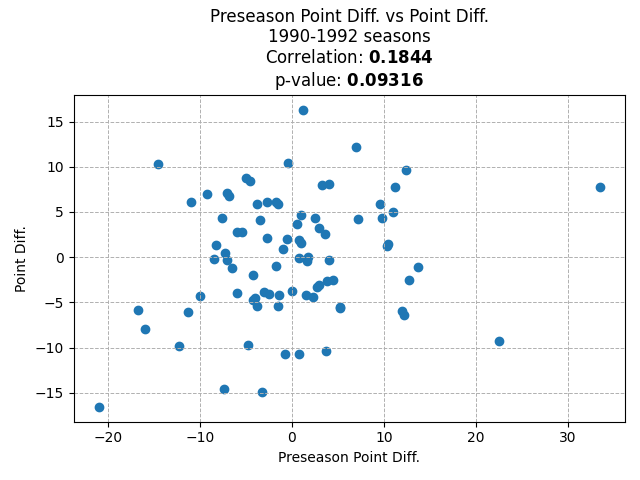 Preseason Point Diff. vs Point Diff.
1990-1992 seasons
Correlation: 0.1844
p-value: 0.09316
15
10
5
0
−5
−10
−15
Point Diff.
−20
−10
0
10
20
30
Preseason Point Diff.